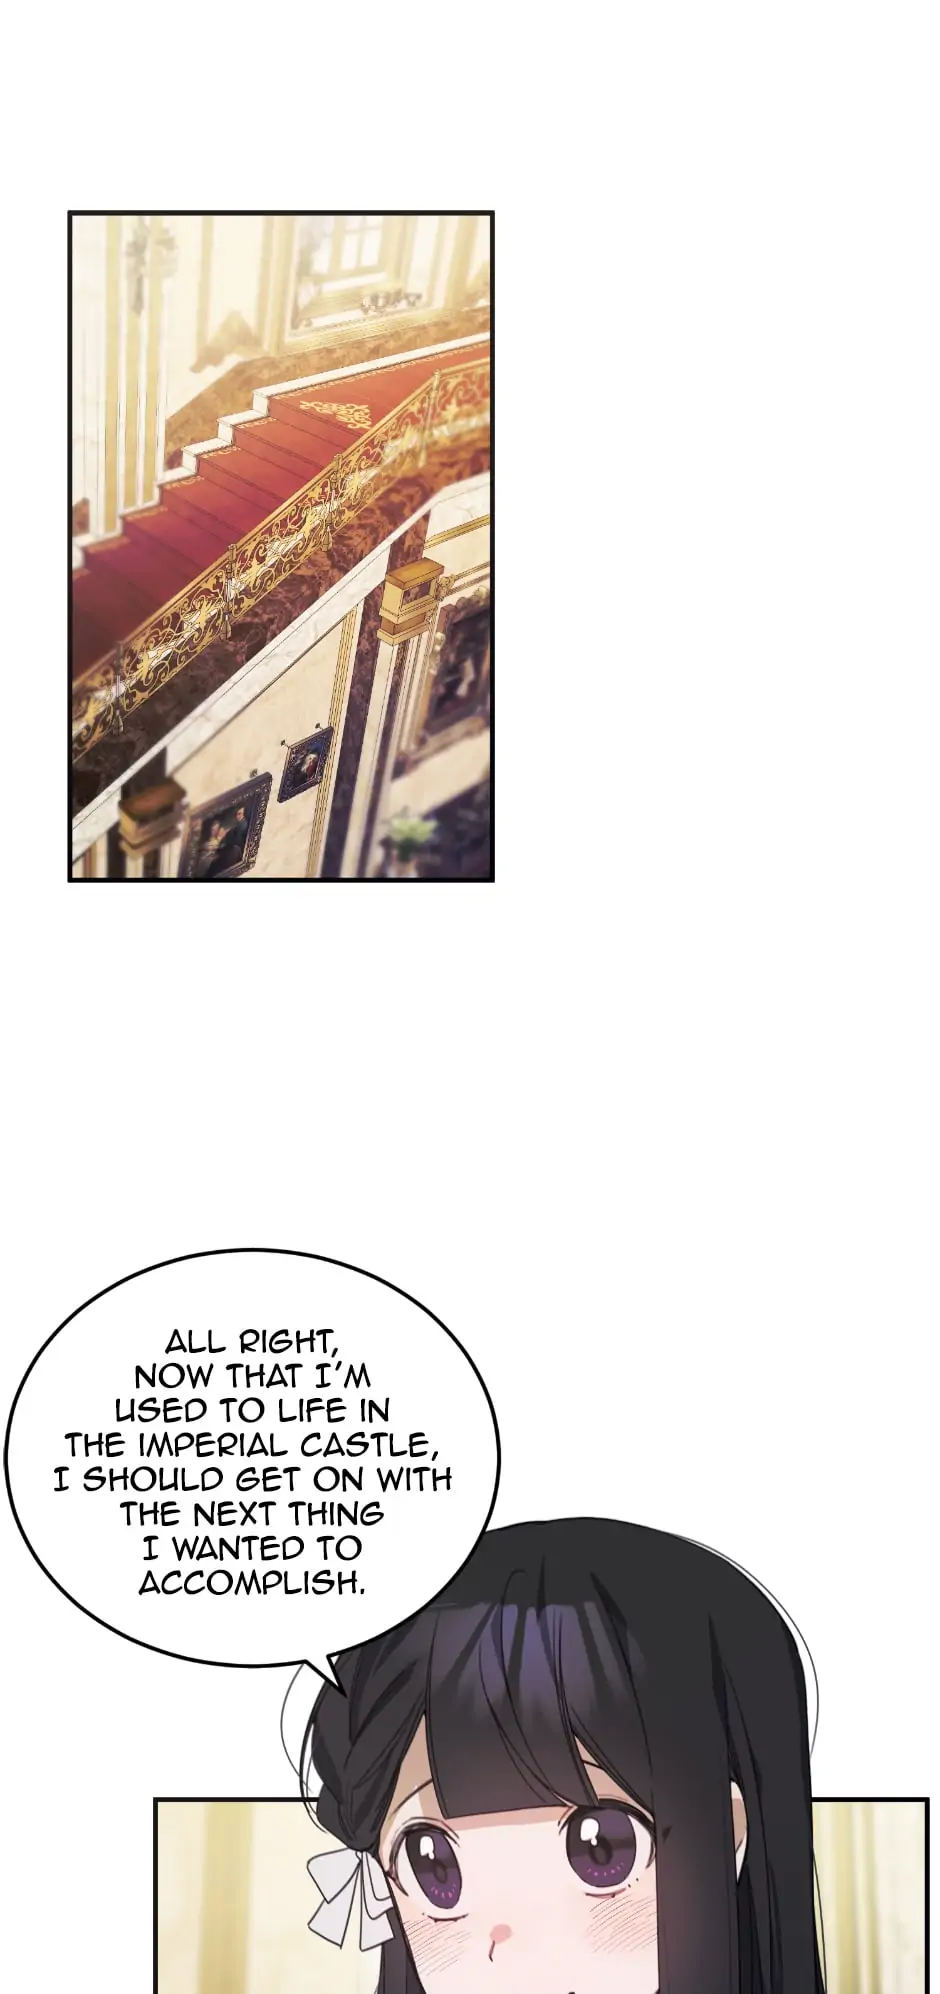 ALL RIGHT,
NOW THAT I'M
USED TO LIFE IN
THE IMPERIAL CASTLE,
I SHOULD GET ON WITH
THE NEXT THING
I WANTED TO
ACCOMPLISH.